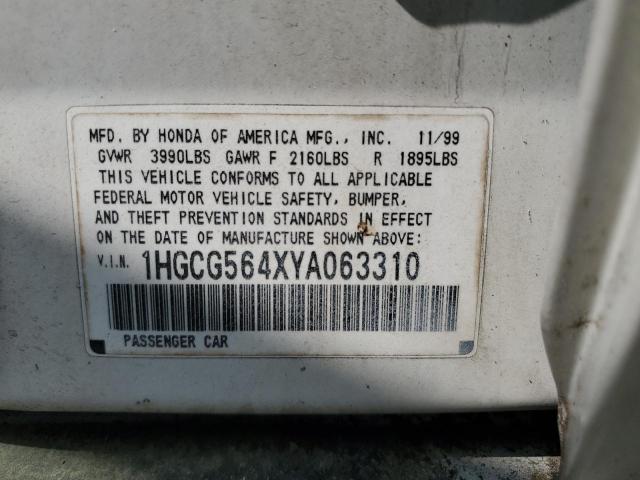 MFD. BY HONDA OF AMERICA MFG., INC. 11/99
GVWR 3990LBS GAWR F 2160LBS R 1895LBS
THIS VEHICLE CONFORMS TO ALL APPLICABLE
FEDERAL MOTOR VEHICLE SAFETY, BUMPER,
AND THEFT PREVENTION STANDARDS IN EFFECT
ON THE DATE OF MANUFACTURE SHOWN ABOVE:
V.I.N. 1HGCG564XYA063310
PASSENGER CAR